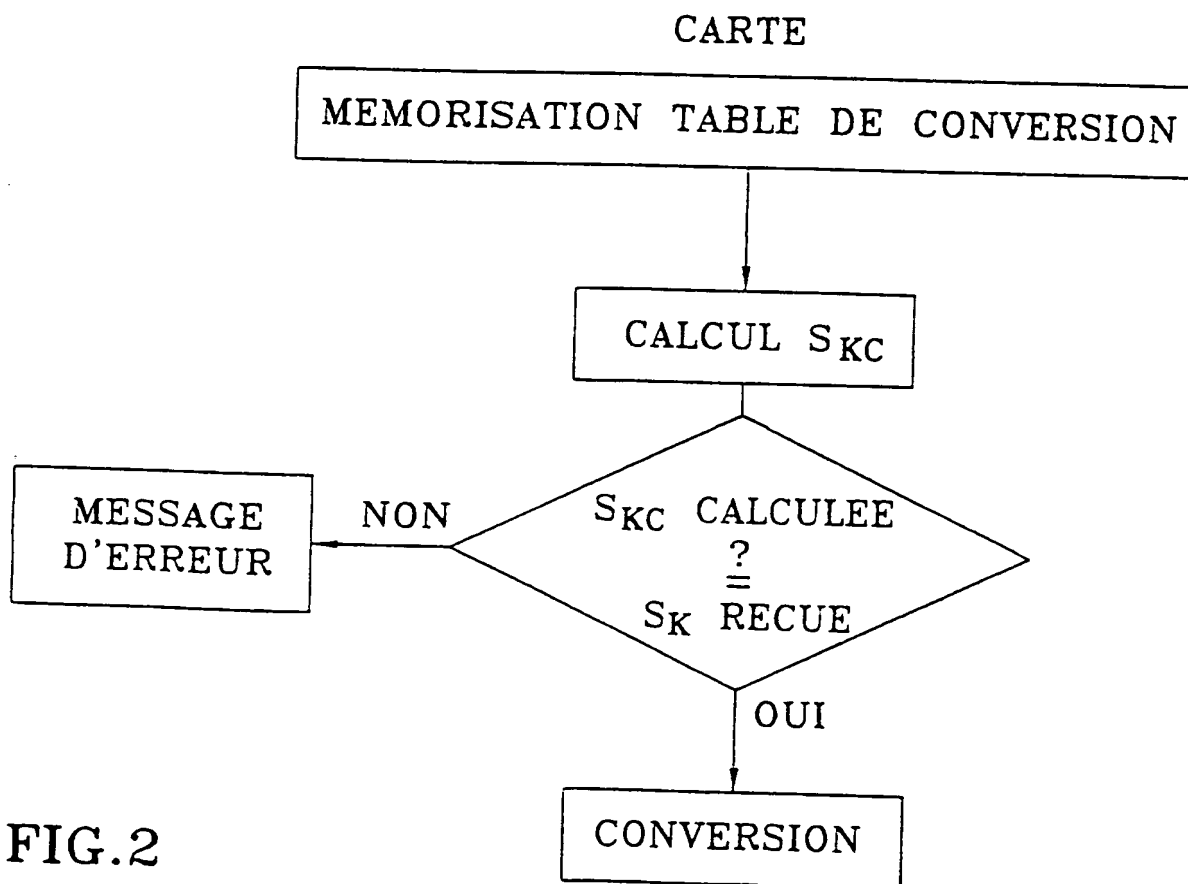 CARTE
MEMORISATION TABLE DE CONVERSION
CALCUL SKC
SKC CALCULEE
?
=
SK RECUE
NON
MESSAGE
D'ERREUR
OUI
CONVERSION
FIG.2